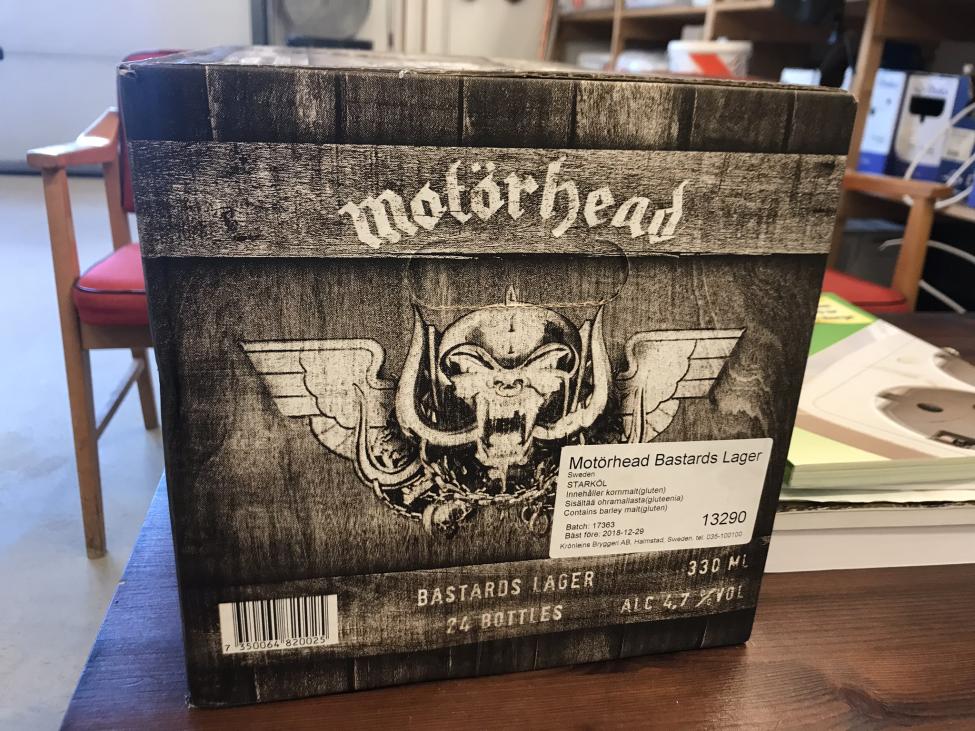 motörhead
Motörhead Bastards Lager
Sweden
STARKÖL
Innehåller kornmalt(gluten)
Sisältää ohramallasta(gluteenia)
Contains barley malt(gluten)
Batch: 17363
13290
Bäst före: 2018-12-29
Krönleins Bryggeri AB, Halmstad, Sweden, tel. 035-100100
BASTARDS LAGER
330 ML
24 BOTTLES
ALC 4,7 %VOL
7 350064 820025